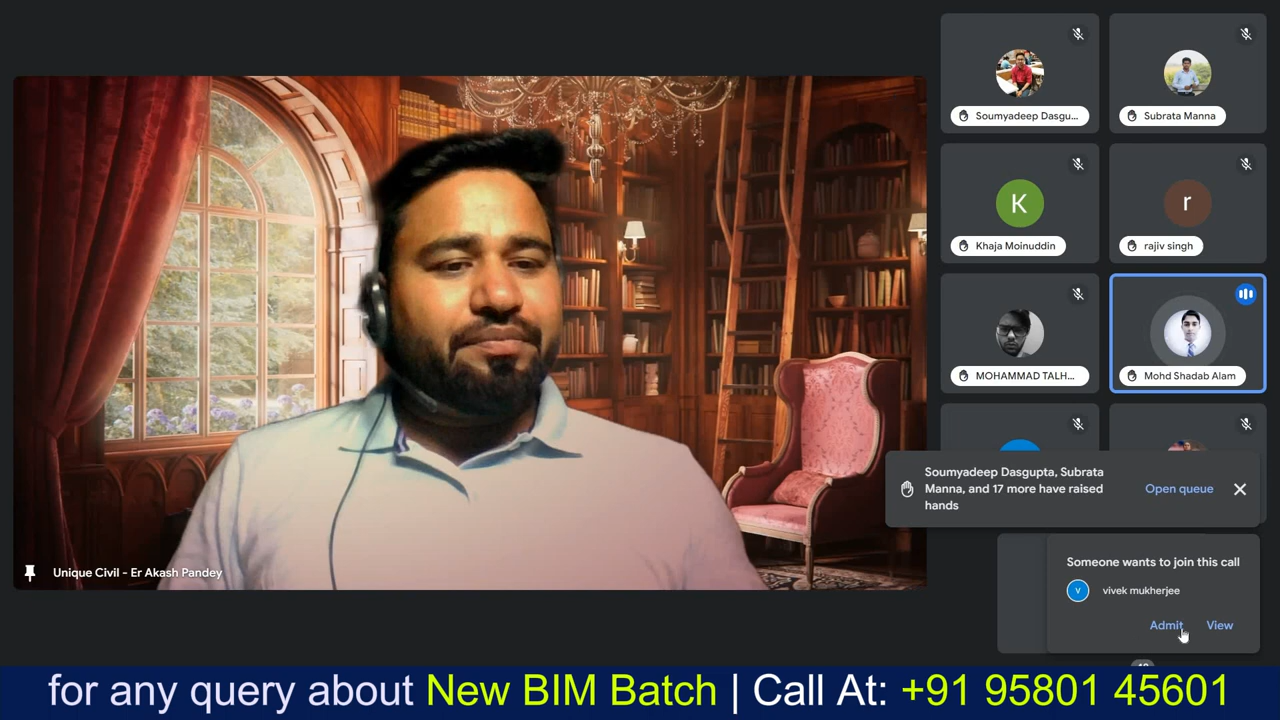 Soumyadeep Dasgu...
Subrata Manna
K
Khaja Moinuddin
r
rajiv singh
MOHAMMAD TALH...
Mohd Shadab Alam
Soumyadeep Dasgupta, Subrata
Manna, and 17 more have raised
hands
Open queue
Someone wants to join this call
v
vivek mukherjee
Admit
View
Unique Civil - Er Akash Pandey
for any query about New BIM Batch | Call At: +91 95801 45601